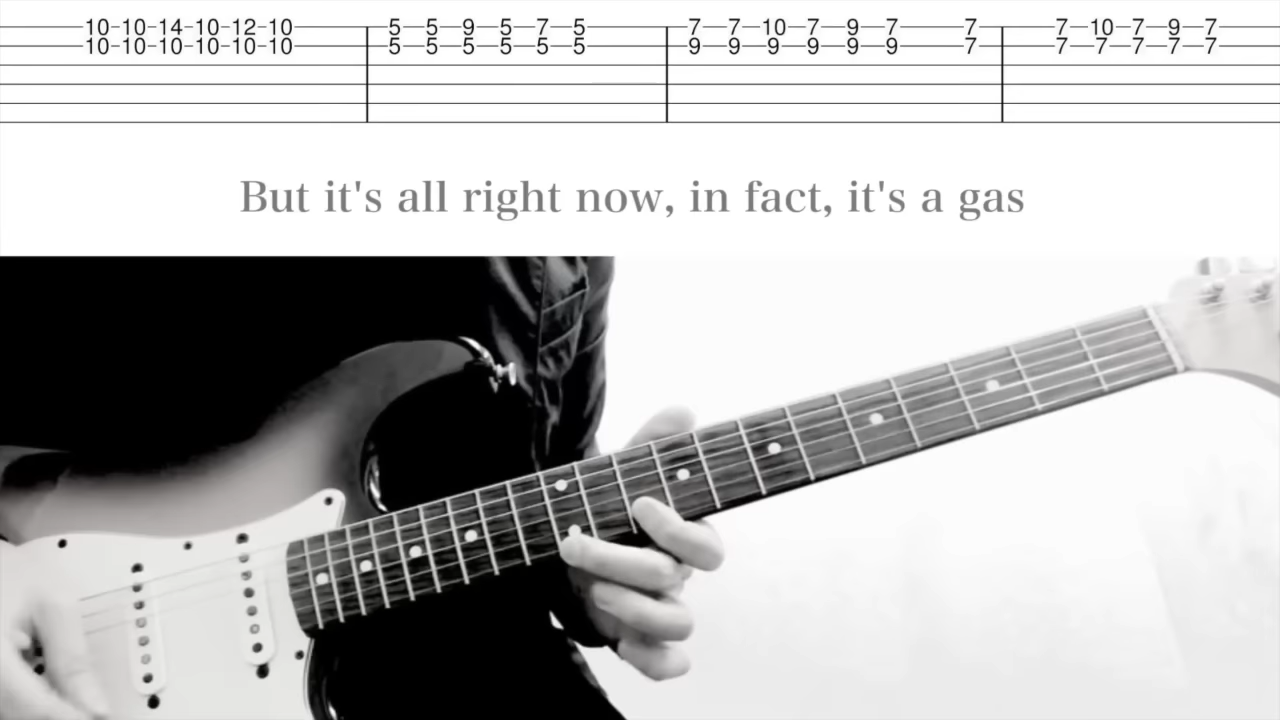 10-10-14-10-12-10 5-5-9-5-7-5 7-7-10-7-9-7 7 7-10-7-9-7
10-10-10-10-10-10 5-5-5-5-5-5 9-9-9-9-9-9 7 7-7-7-7-7
But it's all right now, in fact, it's a gas